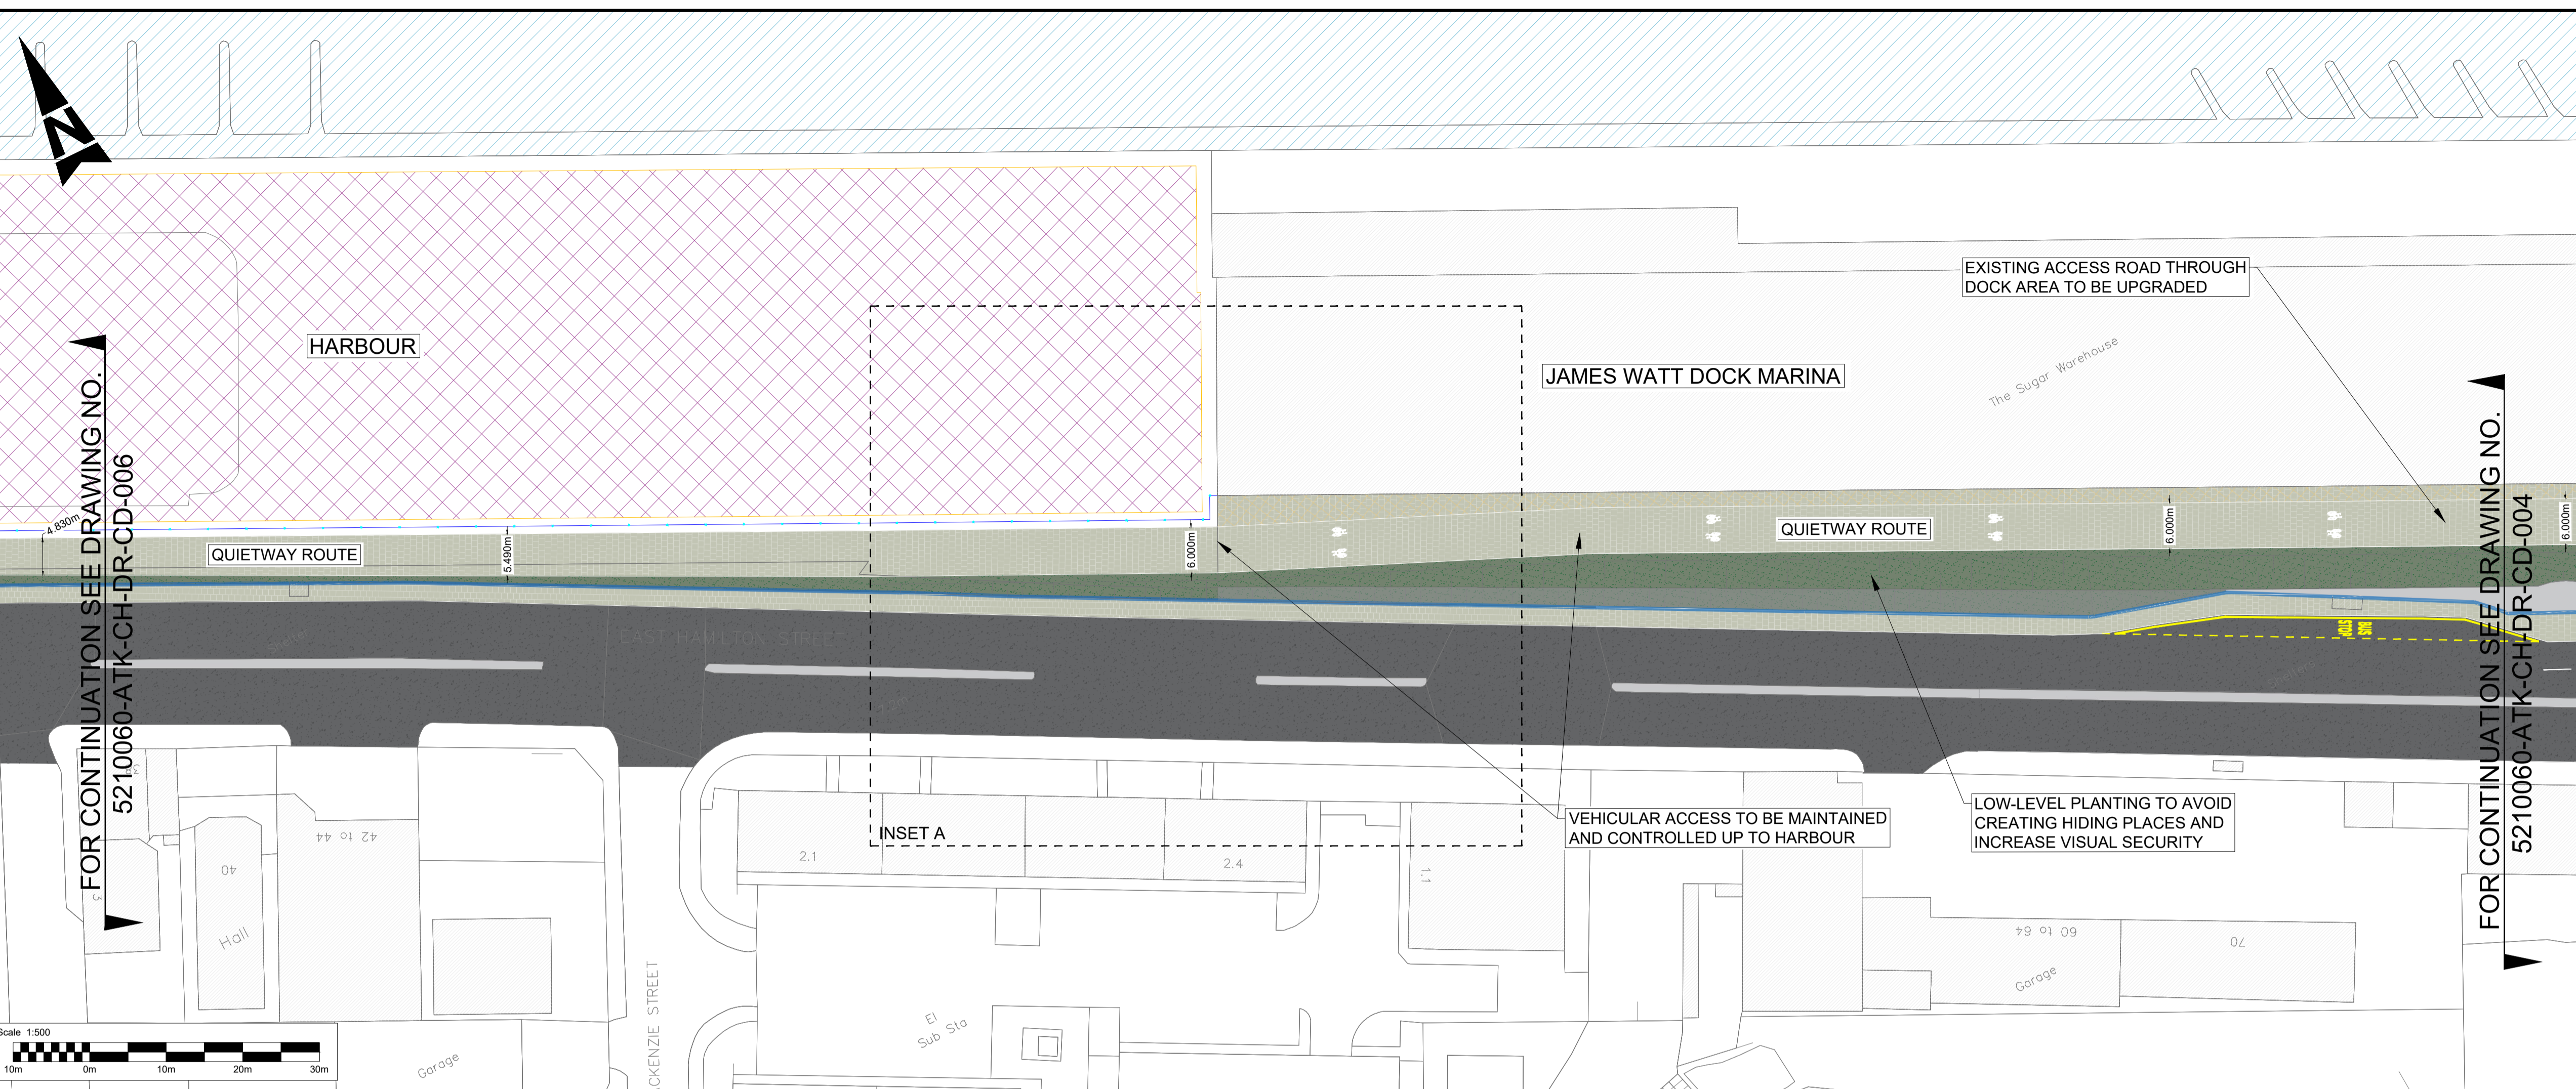 N
HARBOUR
EXISTING ACCESS ROAD THROUGH
DOCK AREA TO BE UPGRADED
JAMES WATT DOCK MARINA
The Sugar Warehouse
FOR CONTINUATION SEE DRAWING NO.
5210060-ATK-CH-DR-CD-006
FOR CONTINUATION SEE DRAWING NO.
5210060-ATK-CH-DR-CD-004
4.830m
QUIETWAY ROUTE
5.490m
6.000m
QUIETWAY ROUTE
6.000m
6.000m
BUS
STOP
INSET A
VEHICULAR ACCESS TO BE MAINTAINED
AND CONTROLLED UP TO HARBOUR
LOW-LEVEL PLANTING TO AVOID
CREATING HIDING PLACES AND
INCREASE VISUAL SECURITY
38
42 to 44
40
Hall
3
2.1
2.4
1.1
60 to 64
70
Garage
El
Sub Sta
Garage
Scale 1:500
10m 0m 10m 20m 30m